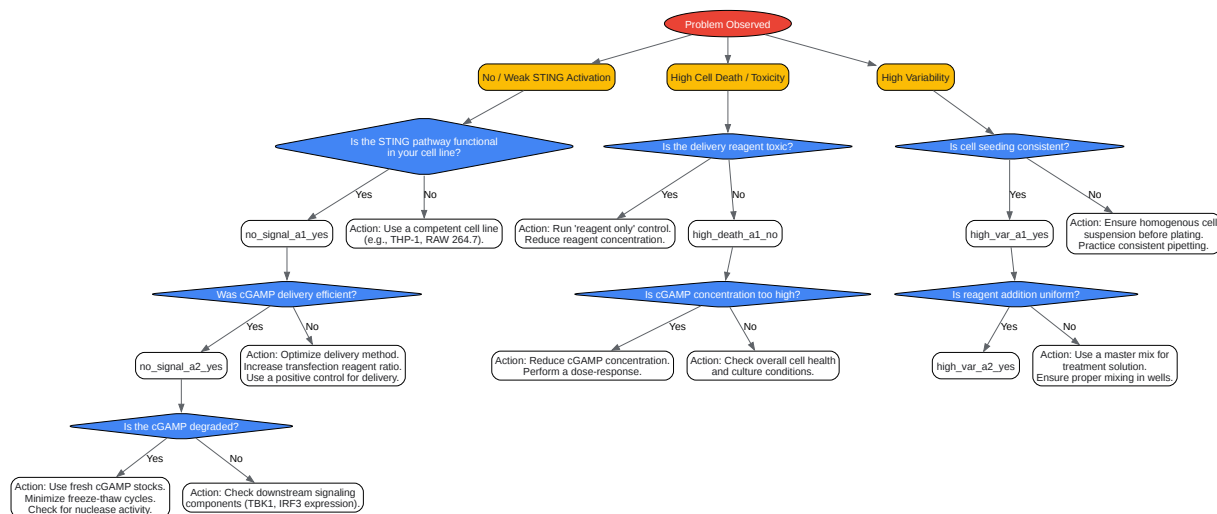 Problem Observed
No / Weak STING Activation
High Cell Death / Toxicity
High Variability
Is the STING pathway functional
in your cell line?
Is the delivery reagent toxic?
Is cell seeding consistent?
Yes
No
Yes
No
Yes
No
no_signal_a1_yes
Action: Use a competent cell line
(e.g., THP-1, RAW 264.7).
Action: Run 'reagent only' control.
Reduce reagent concentration.
high_death_a1_no
high_var_a1_yes
Action: Ensure homogenous cell
suspension before plating.
Practice consistent pipetting.
Was cGAMP delivery efficient?
Is cGAMP concentration too high?
Is reagent addition uniform?
Yes
No
Yes
No
Yes
No
no_signal_a2_yes
Action: Optimize delivery method.
Increase transfection reagent ratio.
Use a positive control for delivery.
Action: Reduce cGAMP concentration.
Perform a dose-response.
Action: Check overall cell health
and culture conditions.
high_var_a2_yes
Action: Use a master mix for
treatment solution.
Ensure proper mixing in wells.
Is the cGAMP degraded?
Yes
No
Action: Use fresh cGAMP stocks.
Minimize freeze-thaw cycles.
Check for nuclease activity.
Action: Check downstream signaling
components (TBK1, IRF3 expression).